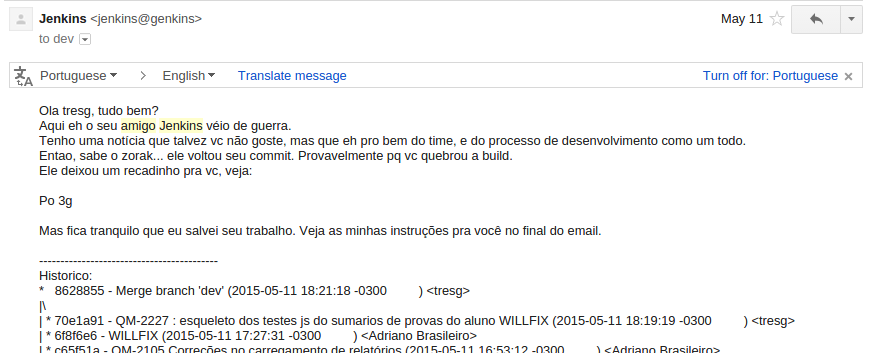 Jenkins <jenkins@genkins> May 11
to dev
Portuguese > English Translate message Turn off for: Portuguese ×
Ola tresg, tudo bem?
Aqui eh o seu amigo Jenkins véio de guerra.
Tenho uma notícia que talvez vc não goste, mas que eh pro bem do time, e do processo de desenvolvimento como um todo.
Entao, sabe o zorak... ele voltou seu commit. Provavelmente pq vc quebrou a build.
Ele deixou um recadinho pra vc, veja:
Po 3g
Mas fica tranquilo que eu salvei seu trabalho. Veja as minhas instruções pra você no final do email.
------------------------------------------
Historico:
* 8628855 - Merge branch 'dev' (2015-05-11 18:21:18 -0300 ) <tresg>
|\
| * 70e1a91 - QM-2227 : esqueleto dos testes js do sumarios de provas do aluno WILLFIX (2015-05-11 18:19:19 -0300 ) <tresg>
| * 6f8f6e6 - WILLFIX (2015-05-11 17:27:31 -0300 ) <Adriano Brasileiro>
| * c65f51a - QM-2105 Correções no carregamento de relatórios (2015-05-11 16:53:12 -0300 ) <Adriano Brasileiro>